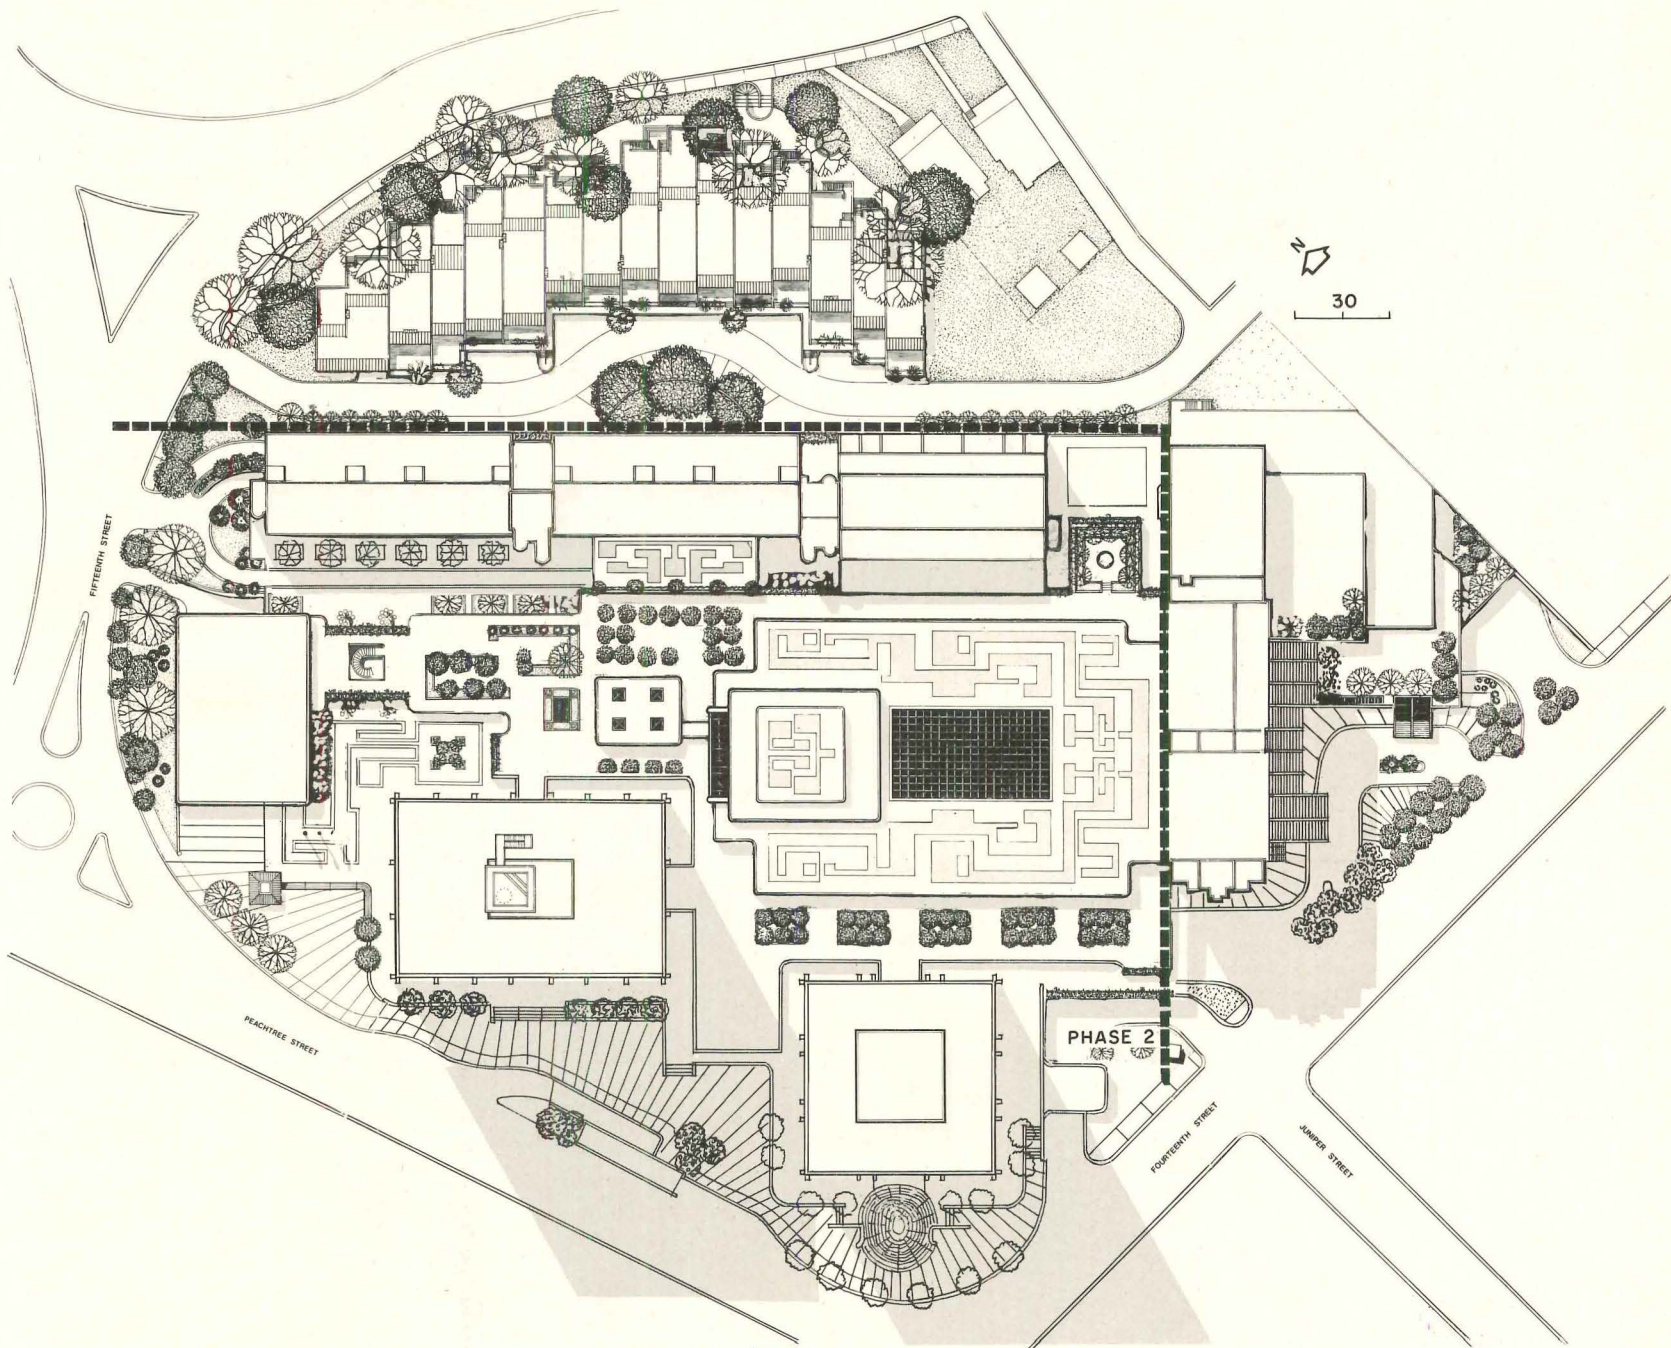 N
30
FIFTEENTH STREET
PEACHTREE STREET
PHASE 2
FOURTEENTH STREET
JUNIPER STREET